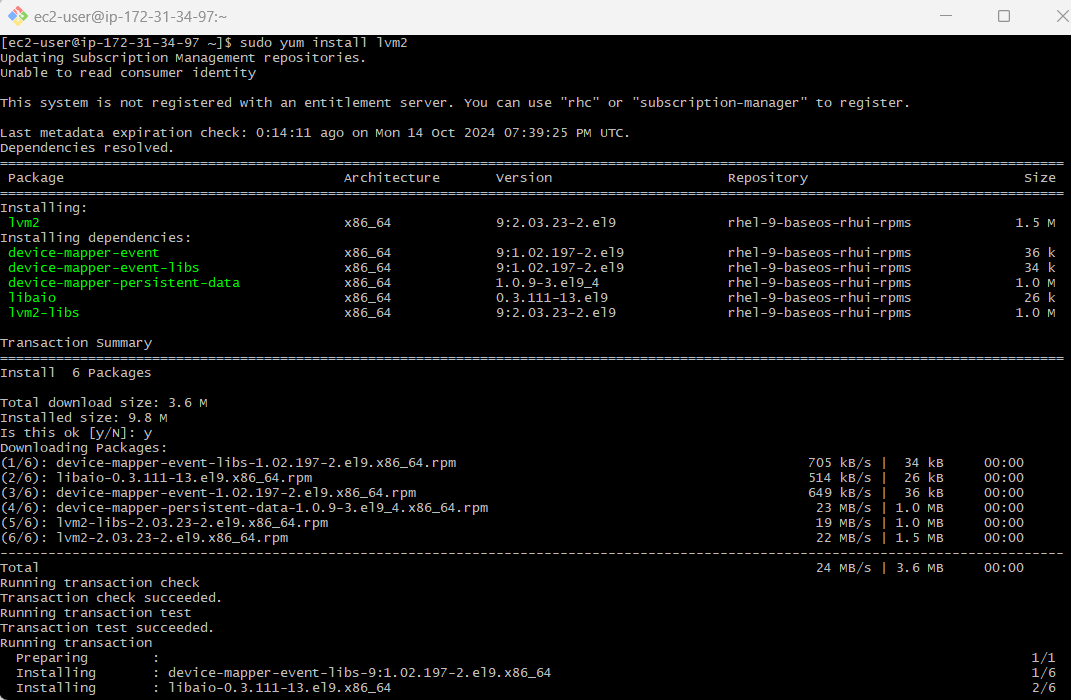 ec2-user@ip-172-31-34-97:~
[ec2-user@ip-172-31-34-97 ~]$ sudo yum install lvm2
Updating Subscription Management repositories.
Unable to read consumer identity
This system is not registered with an entitlement server. You can use "rhc" or "subscription-manager" to register.
Last metadata expiration check: 0:14:11 ago on Mon 14 Oct 2024 07:39:25 PM UTC.
Dependencies resolved.
Package Architecture Version Repository Size
Installing:
lvm2 x86_64 9:2.03.23-2.el9 rhel-9-baseos-rhui-rpms 1.5 M
Installing dependencies:
device-mapper-event x86_64 9:1.02.197-2.el9 rhel-9-baseos-rhui-rpms 36 k
device-mapper-event-libs x86_64 9:1.02.197-2.el9 rhel-9-baseos-rhui-rpms 34 k
device-mapper-persistent-data x86_64 1.0.9-3.el9_4 rhel-9-baseos-rhui-rpms 1.0 M
libaio x86_64 0.3.111-13.el9 rhel-9-baseos-rhui-rpms 26 k
lvm2-libs x86_64 9:2.03.23-2.el9 rhel-9-baseos-rhui-rpms 1.0 M
Transaction Summary
Install 6 Packages
Total download size: 3.6 M
Installed size: 9.8 M
Is this ok [y/N]: y
Downloading Packages:
(1/6): device-mapper-event-libs-1.02.197-2.el9.x86_64.rpm 705 kB/s | 34 kB 00:00
(2/6): libaio-0.3.111-13.el9.x86_64.rpm 514 kB/s | 26 kB 00:00
(3/6): device-mapper-event-1.02.197-2.el9.x86_64.rpm 649 kB/s | 36 kB 00:00
(4/6): device-mapper-persistent-data-1.0.9-3.el9_4.x86_64.rpm 23 MB/s | 1.0 MB 00:00
(5/6): lvm2-libs-2.03.23-2.el9.x86_64.rpm 19 MB/s | 1.0 MB 00:00
(6/6): lvm2-2.03.23-2.el9.x86_64.rpm 22 MB/s | 1.5 MB 00:00
Total 24 MB/s | 3.6 MB 00:00
Running transaction check
Transaction check succeeded.
Running transaction test
Transaction test succeeded.
Running transaction
Preparing : 1/1
Installing : device-mapper-event-libs-9:1.02.197-2.el9.x86_64 1/6
Installing : libaio-0.3.111-13.el9.x86_64 2/6